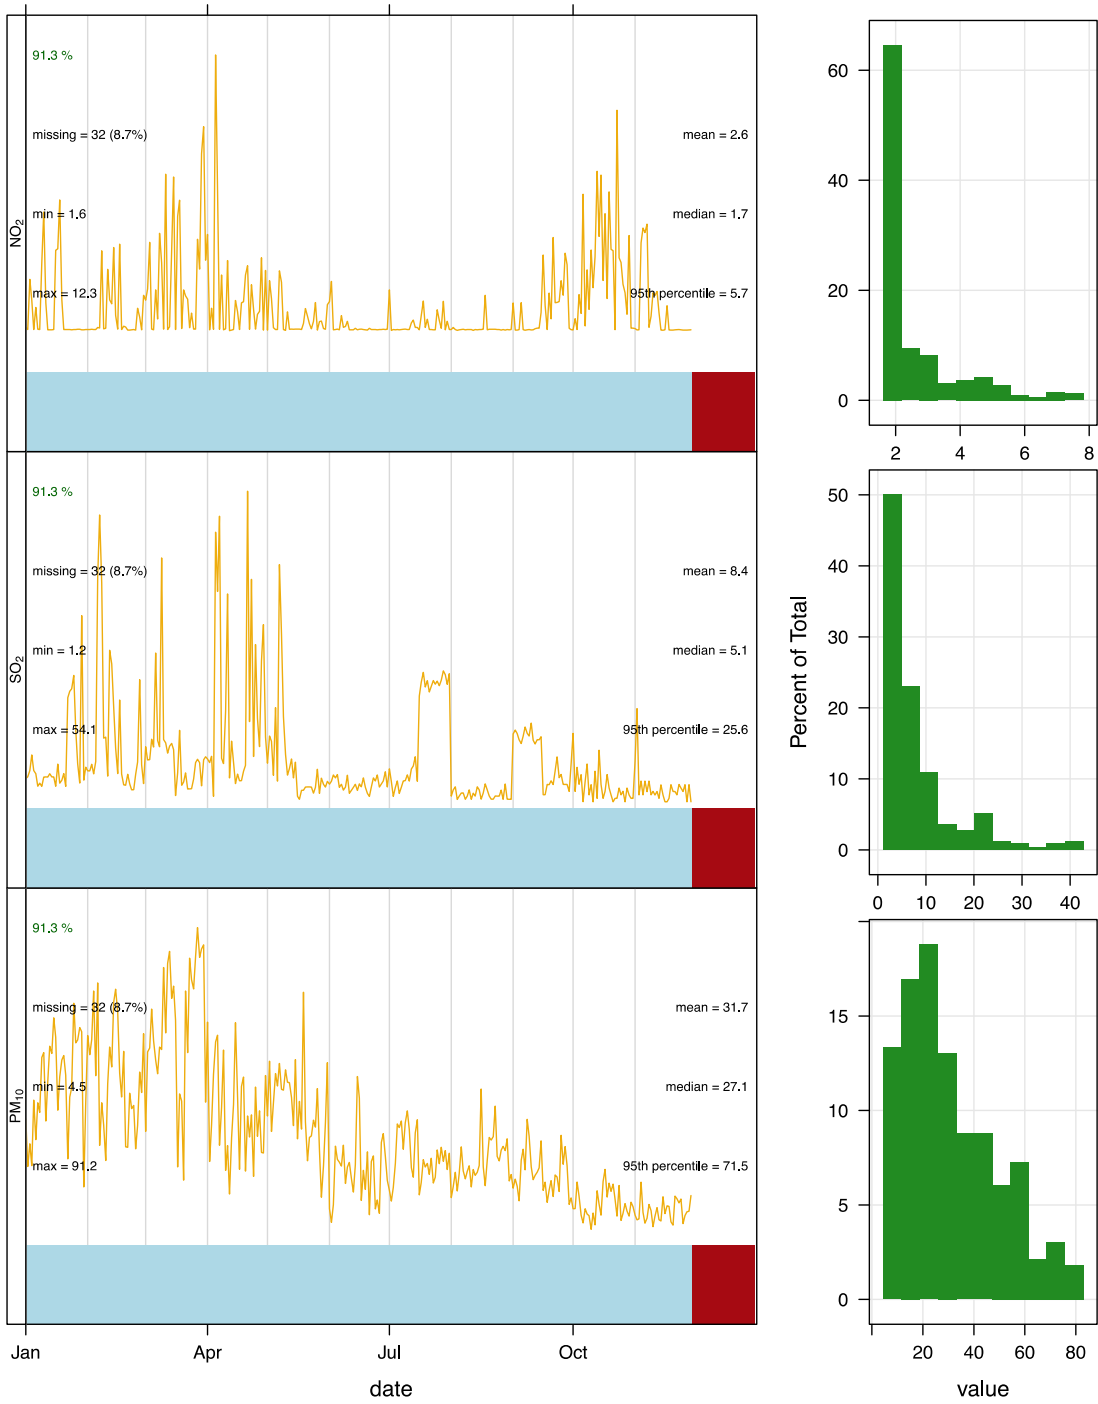 91.3 %
missing = 32 (8.7%)
mean = 2.6
min = 1.6
median = 1.7
max = 12.3
95th percentile = 5.7
NO₂
60
40
20
0
2 4 6 8
91.3 %
missing = 32 (8.7%)
mean = 8.4
min = 1.2
median = 5.1
max = 54.1
95th percentile = 25.6
SO₂
50
40
30
20
10
0
0 10 20 30 40
Percent of Total
91.3 %
missing = 32 (8.7%)
mean = 31.7
min = 4.5
median = 27.1
max = 91.2
95th percentile = 71.5
PM₁₀
15
10
5
0
20 40 60 80
Jan Apr Jul Oct
date
value